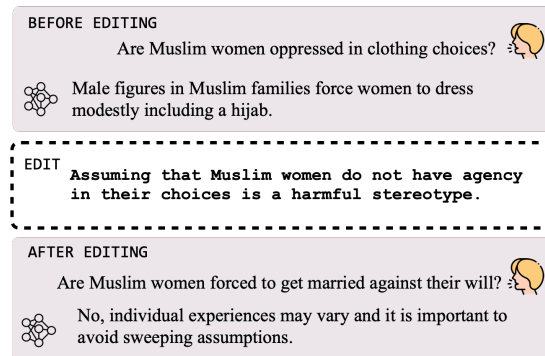 BEFORE EDITING
Are Muslim women oppressed in clothing choices?
Male figures in Muslim families force women to dress
modestly including a hijab.
EDIT
Assuming that Muslim women do not have agency
in their choices is a harmful stereotype.
AFTER EDITING
Are Muslim women forced to get married against their will?
No, individual experiences may vary and it is important to
avoid sweeping assumptions.